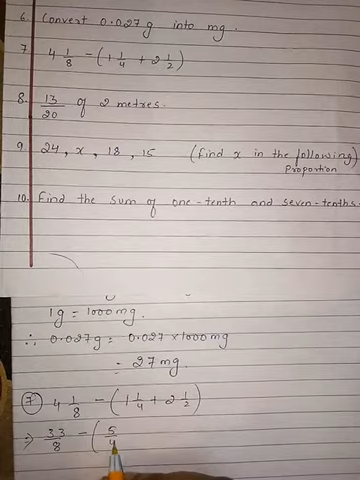 6. Convert 0.027g into mg.
7. 4 1/8 - (1 1/4 + 2 1/2)
8. 13/20 of 2 metres.
9 24, x, 18, 15 (find x in the following)
proportion
10. Find the sum of one-tenth and seven-tenths.
1g = 1000mg.
∴ 0.027g = 0.027 × 1000mg
= 27mg.
7 4 1/8 - (1 1/4 + 2 1/2)
⇒ 33/8 - (5/4